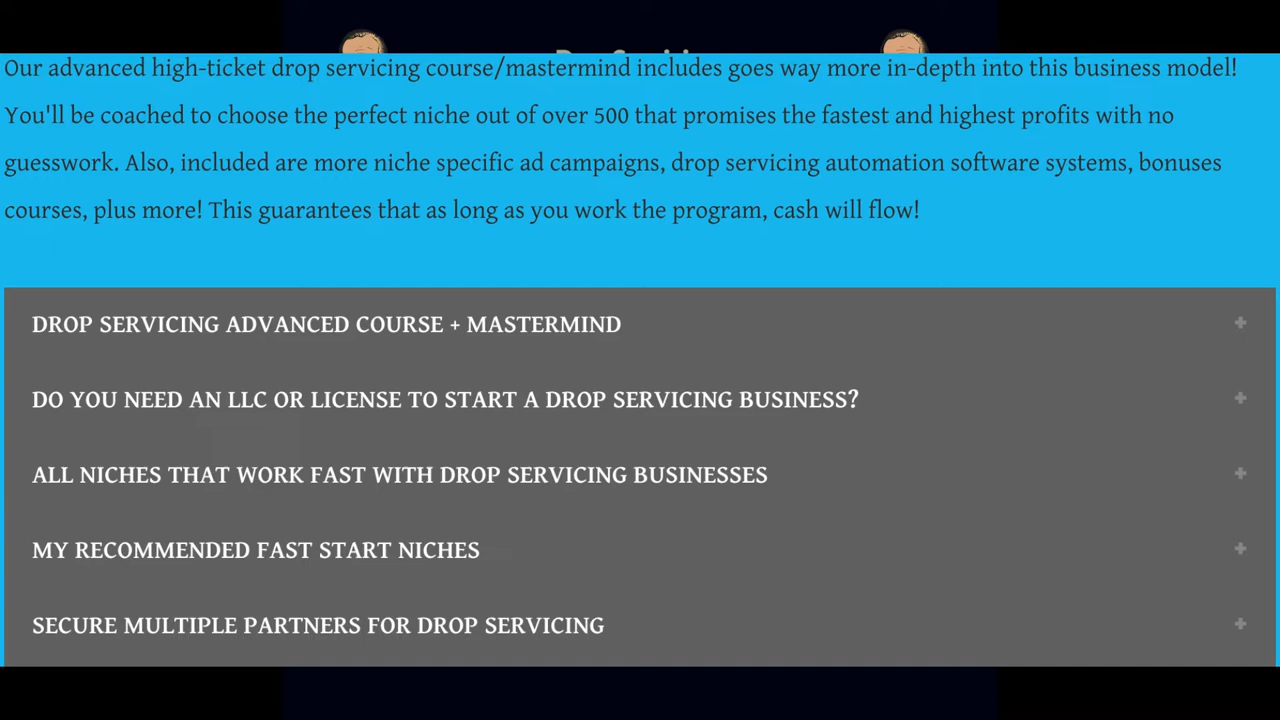 Our advanced high-ticket drop servicing course/mastermind includes goes way more in-depth into this business model!
You'll be coached to choose the perfect niche out of over 500 that promises the fastest and highest profits with no
guesswork. Also, included are more niche specific ad campaigns, drop servicing automation software systems, bonuses
courses, plus more! This guarantees that as long as you work the program, cash will flow!
DROP SERVICING ADVANCED COURSE + MASTERMIND
DO YOU NEED AN LLC OR LICENSE TO START A DROP SERVICING BUSINESS?
ALL NICHES THAT WORK FAST WITH DROP SERVICING BUSINESSES
MY RECOMMENDED FAST START NICHES
SECURE MULTIPLE PARTNERS FOR DROP SERVICING